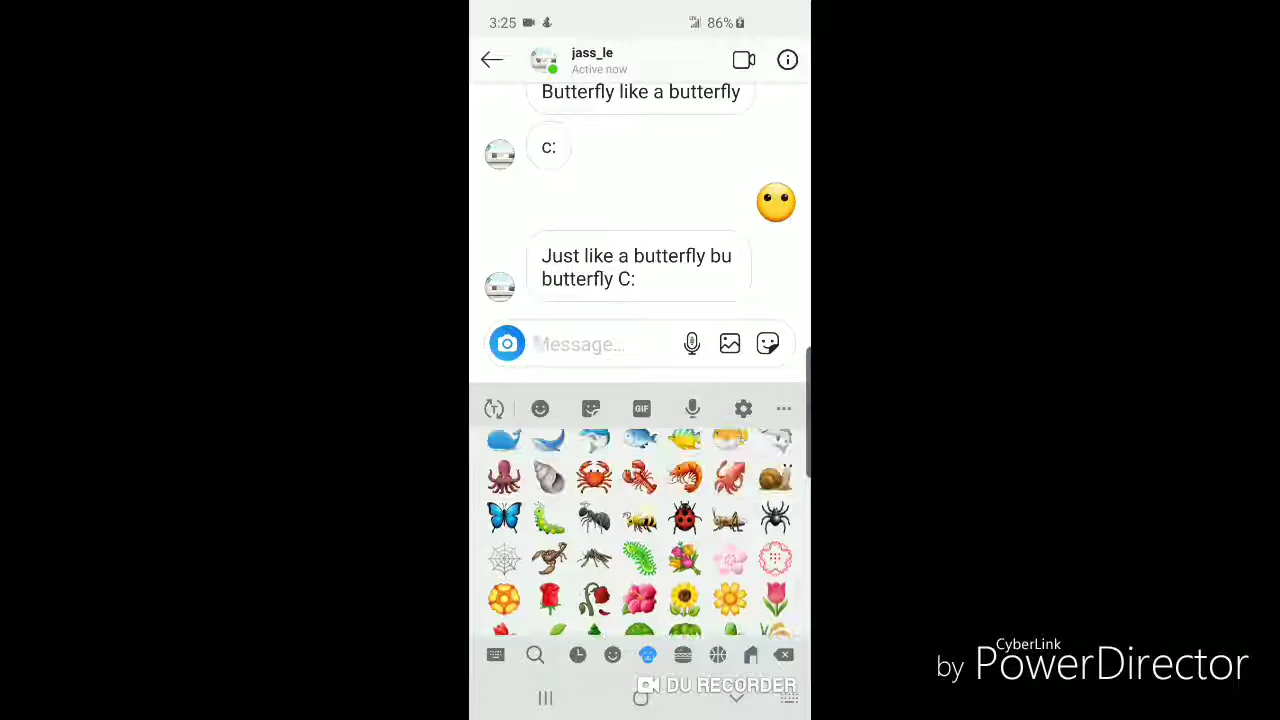 3:25 86%
jass_le
Active now
Butterfly like a butterfly
c:
Just like a butterfly bu
butterfly C:
Message...
T GIF
DU RECORDER
CyberLink
by PowerDirector